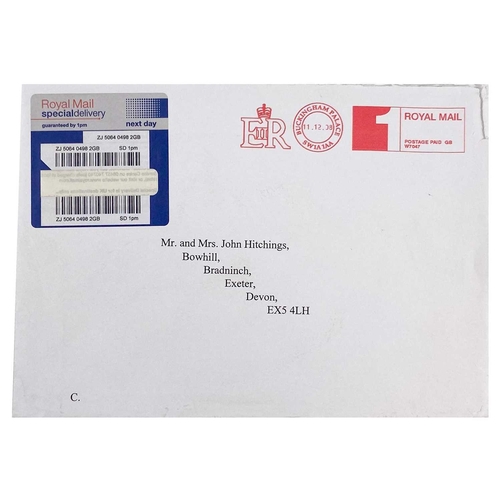 Royal Mail
specialdelivery
guaranteed by 1pm
next day
ZJ 5064 0498 2GB
ZJ 5064 0498 2GB SD 1pm
ZJ 5064 0498 2GB SD 1pm
EIIR
BUCKINGHAM PALACE
SW1A 1AA
1
ROYAL MAIL
POSTAGE PAID GB
Mr. and Mrs. John Hitchings,
Bowhill,
Bradninch,
Exeter,
Devon,
EX5 4LH
C.